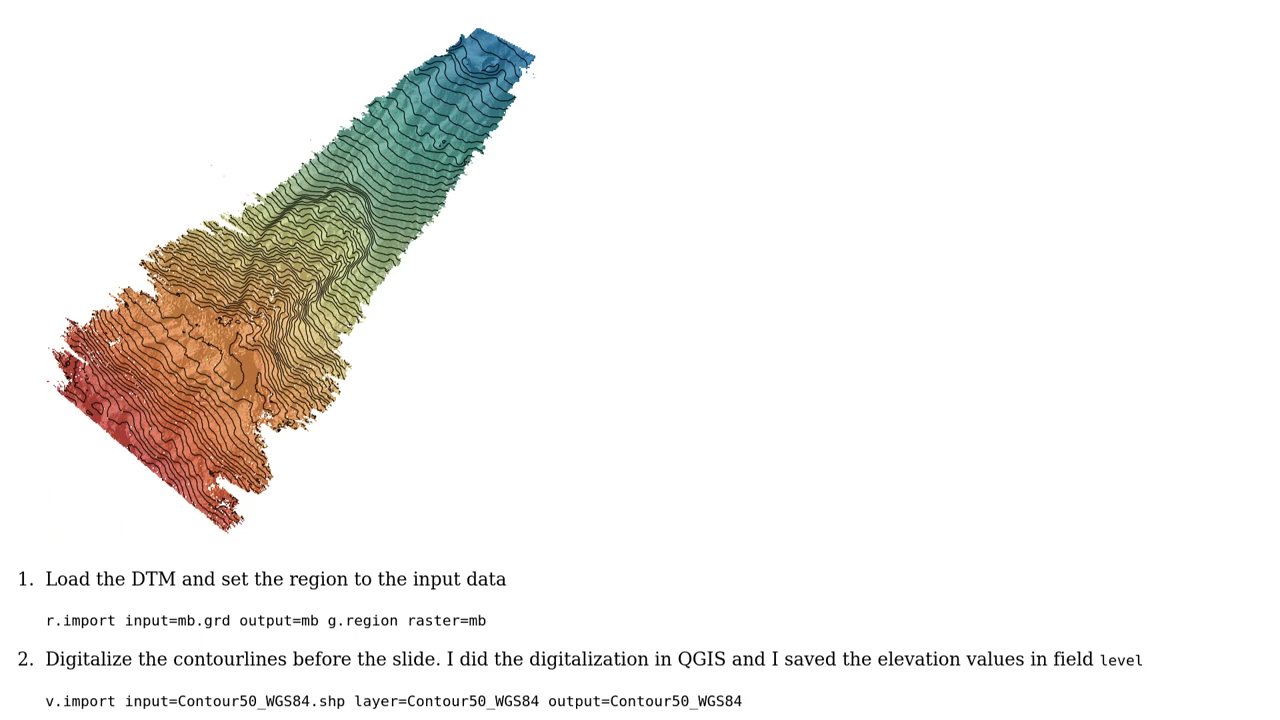 1. Load the DTM and set the region to the input data
r.import input=mb.grd output=mb g.region raster=mb
2. Digitalize the contourlines before the slide. I did the digitalization in QGIS and I saved the elevation values in field level
v.import input=Contour50_WGS84.shp layer=Contour50_WGS84 output=Contour50_WGS84